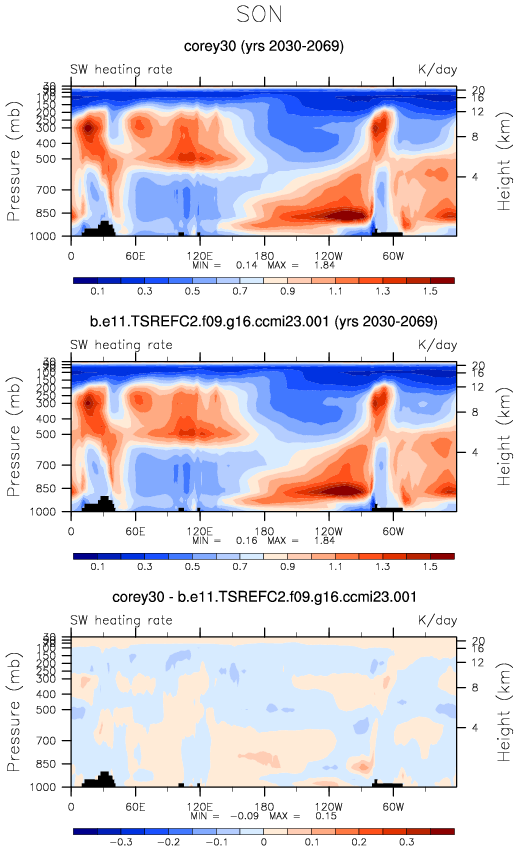 SON
corey30 (yrs 2030-2069)
SW heating rate K/day
30
100
150
200
250
300
400
500
700
850
1000
Pressure (mb)
20
16
12
8
4
Height (km)
0 60E 120E 180 120W 60W
MIN = 0.14 MAX = 1.84
0.1 0.3 0.5 0.7 0.9 1.1 1.3 1.5
b.e11.TSREFC2.f09.g16.ccmi23.001 (yrs 2030-2069)
SW heating rate K/day
30
100
150
200
250
300
400
500
700
850
1000
Pressure (mb)
20
16
12
8
4
Height (km)
0 60E 120E 180 120W 60W
MIN = 0.16 MAX = 1.84
0.1 0.3 0.5 0.7 0.9 1.1 1.3 1.5
corey30 - b.e11.TSREFC2.f09.g16.ccmi23.001
SW heating rate K/day
30
100
150
200
250
300
400
500
700
850
1000
Pressure (mb)
20
16
12
8
4
Height (km)
0 60E 120E 180 120W 60W
MIN = -0.09 MAX = 0.15
-0.3 -0.2 -0.1 0 0.1 0.2 0.3